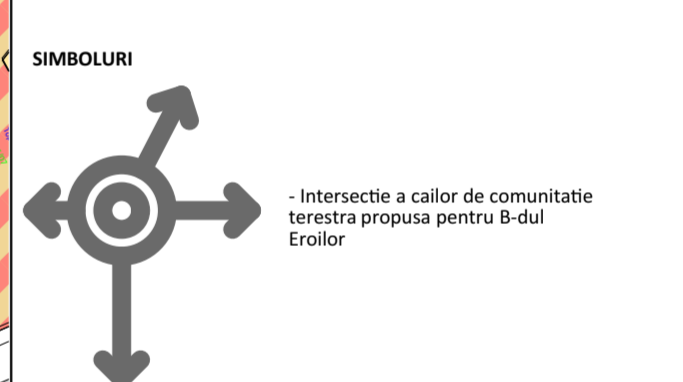 SIMBOLURI
- Intersectie a cailor de comunitatie
terestra propusa pentru B-dul
Eroilor